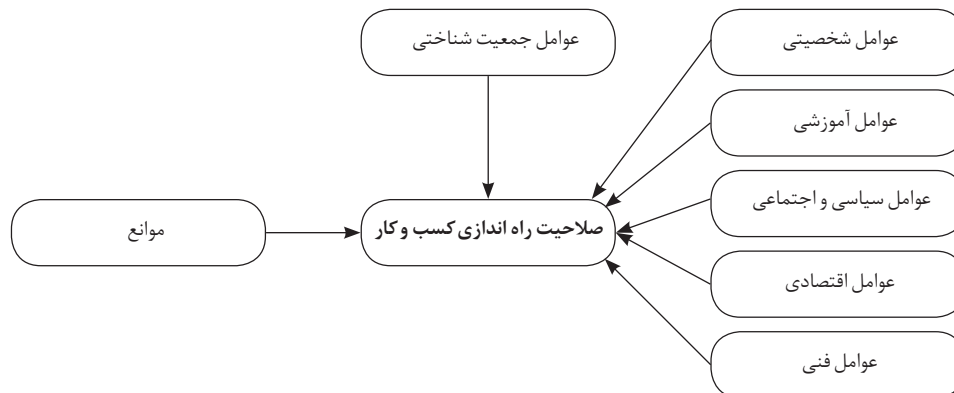 عوامل جمعیت شناختی
عوامل شخصیتی
عوامل آموزشی
عوامل سیاسی و اجتماعی
صلاحیت راه اندازی کسب و کار
موانع
عوامل اقتصادی
عوامل فنی